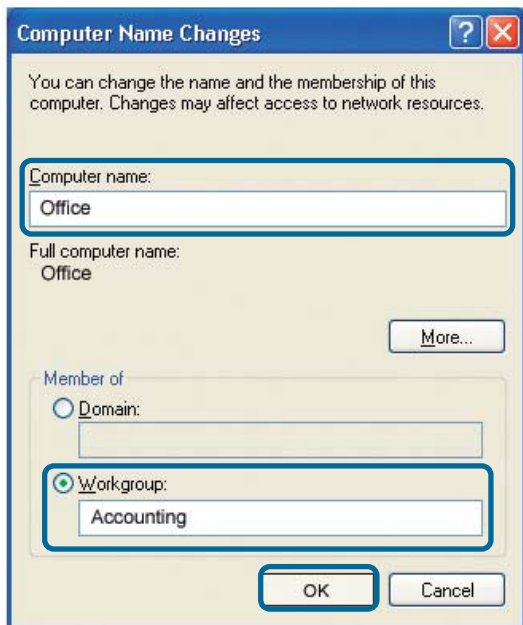 Computer Name Changes
You can change the name and the membership of this
computer. Changes may affect access to network resources.
Computer name:
Office
Full computer name:
Office
More...
Member of
Domain:
Workgroup:
Accounting
OK Cancel